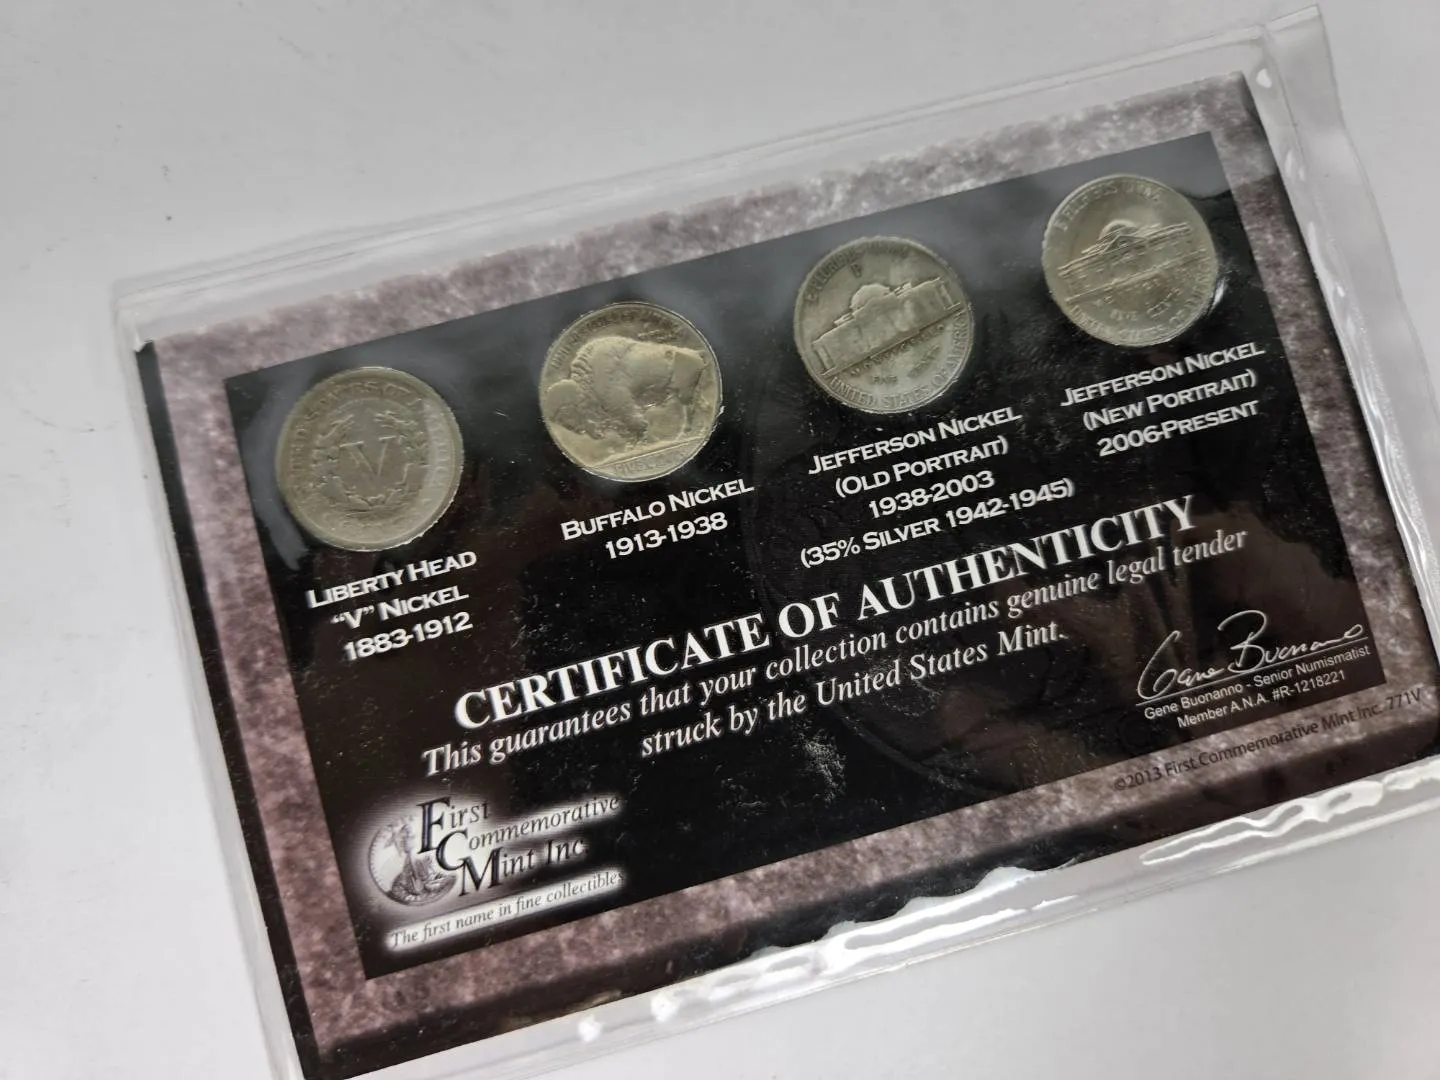 V
LIBERTY HEAD
"V" NICKEL
1883-1912
BUFFALO NICKEL
1913-1938
P
JEFFERSON NICKEL
(OLD PORTRAIT)
1938-2003
(35% SILVER 1942-1945)
JEFFERSON NICKEL
(NEW PORTRAIT)
2006-PRESENT
CERTIFICATE OF AUTHENTICITY
This guarantees that your collection contains genuine legal tender
struck by the United States Mint.
Gene Buonanno
Gene Buonanno - Senior Numismatist
Member A.N.A. #R-1218221
First
Commemorative
Mint Inc
The first name in fine collectibles
©2013 First Commemorative Mint Inc. 771V